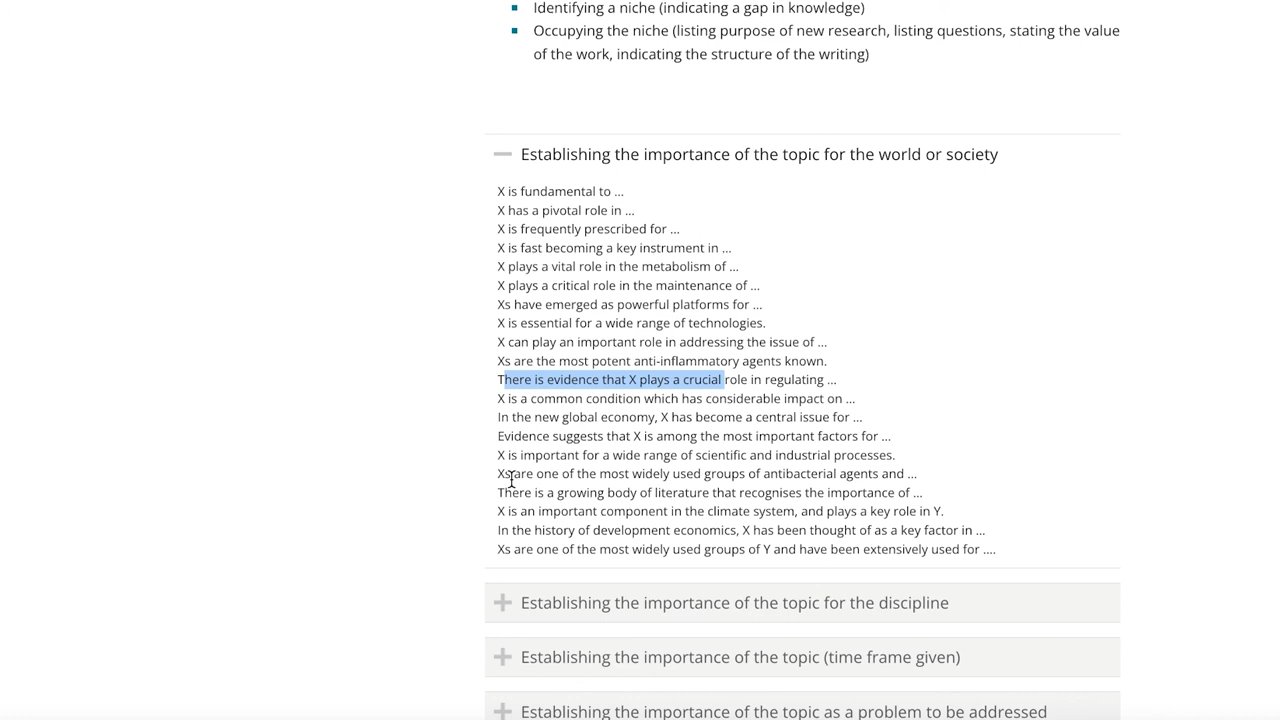 Identifying a niche (indicating a gap in knowledge)
Occupying the niche (listing purpose of new research, listing questions, stating the value
of the work, indicating the structure of the writing)
Establishing the importance of the topic for the world or society
X is fundamental to …
X has a pivotal role in …
X is frequently prescribed for …
X is fast becoming a key instrument in …
X plays a vital role in the metabolism of …
X plays a critical role in the maintenance of …
Xs have emerged as powerful platforms for …
X is essential for a wide range of technologies.
X can play an important role in addressing the issue of …
Xs are the most potent anti-inflammatory agents known.
There is evidence that X plays a crucial role in regulating …
X is a common condition which has considerable impact on …
In the new global economy, X has become a central issue for …
Evidence suggests that X is among the most important factors for …
X is important for a wide range of scientific and industrial processes.
Xs are one of the most widely used groups of antibacterial agents and …
There is a growing body of literature that recognises the importance of …
X is an important component in the climate system, and plays a key role in Y.
In the history of development economics, X has been thought of as a key factor in …
Xs are one of the most widely used groups of Y and have been extensively used for ….
Establishing the importance of the topic for the discipline
Establishing the importance of the topic (time frame given)
Establishing the importance of the topic as a problem to be addressed